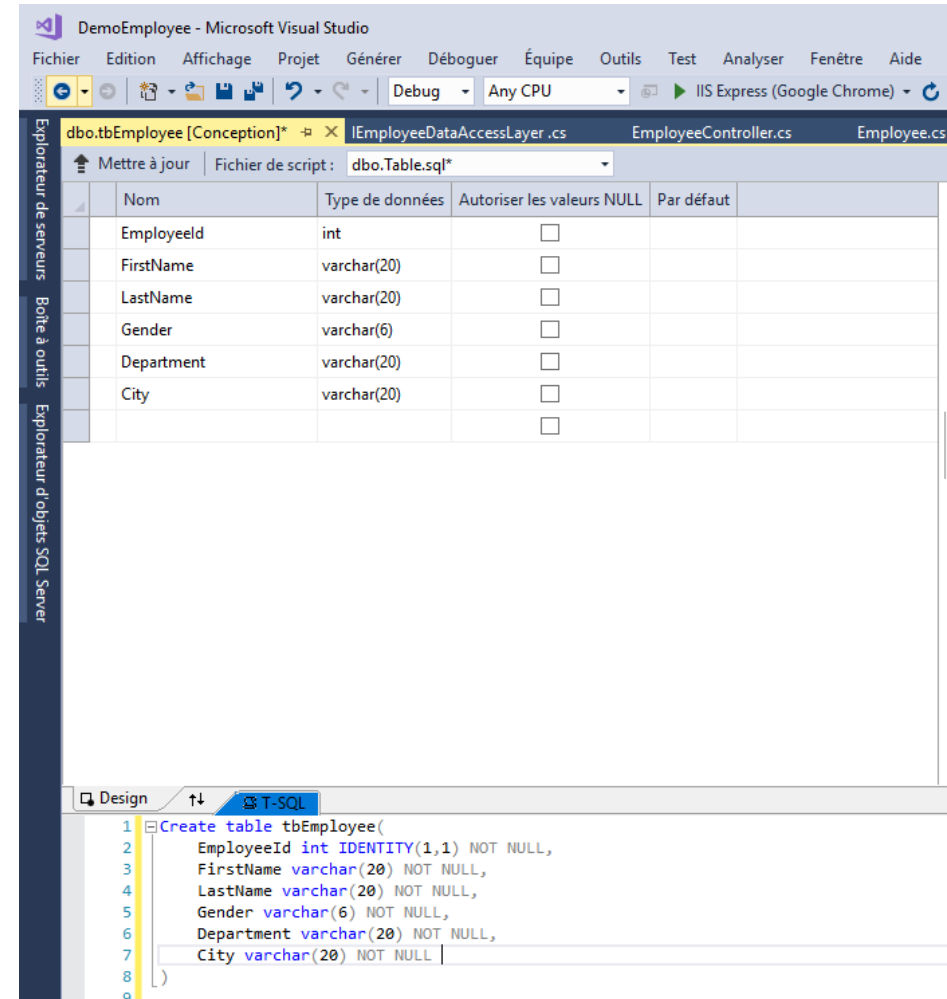 DemoEmployee - Microsoft Visual Studio
Fichier Edition Affichage Projet Générer Déboguer Équipe Outils Test Analyser Fenêtre Aide
Debug Any CPU IIS Express (Google Chrome)
dbo.tbEmployee [Conception]* IEmployeeDataAccessLayer .cs EmployeeController.cs Employee.cs
Mettre à jour Fichier de script : dbo.Table.sql*
Nom Type de données Autoriser les valeurs NULL Par défaut
EmployeeId int
FirstName varchar(20)
LastName varchar(20)
Gender varchar(6)
Department varchar(20)
City varchar(20)
Explorateur de serveurs
Boîte à outils
Explorateur d'objets SQL Server
Design T-SQL
1 Create table tbEmployee(
2 EmployeeId int IDENTITY(1,1) NOT NULL,
3 FirstName varchar(20) NOT NULL,
4 LastName varchar(20) NOT NULL,
5 Gender varchar(6) NOT NULL,
6 Department varchar(20) NOT NULL,
7 City varchar(20) NOT NULL
8 )
9